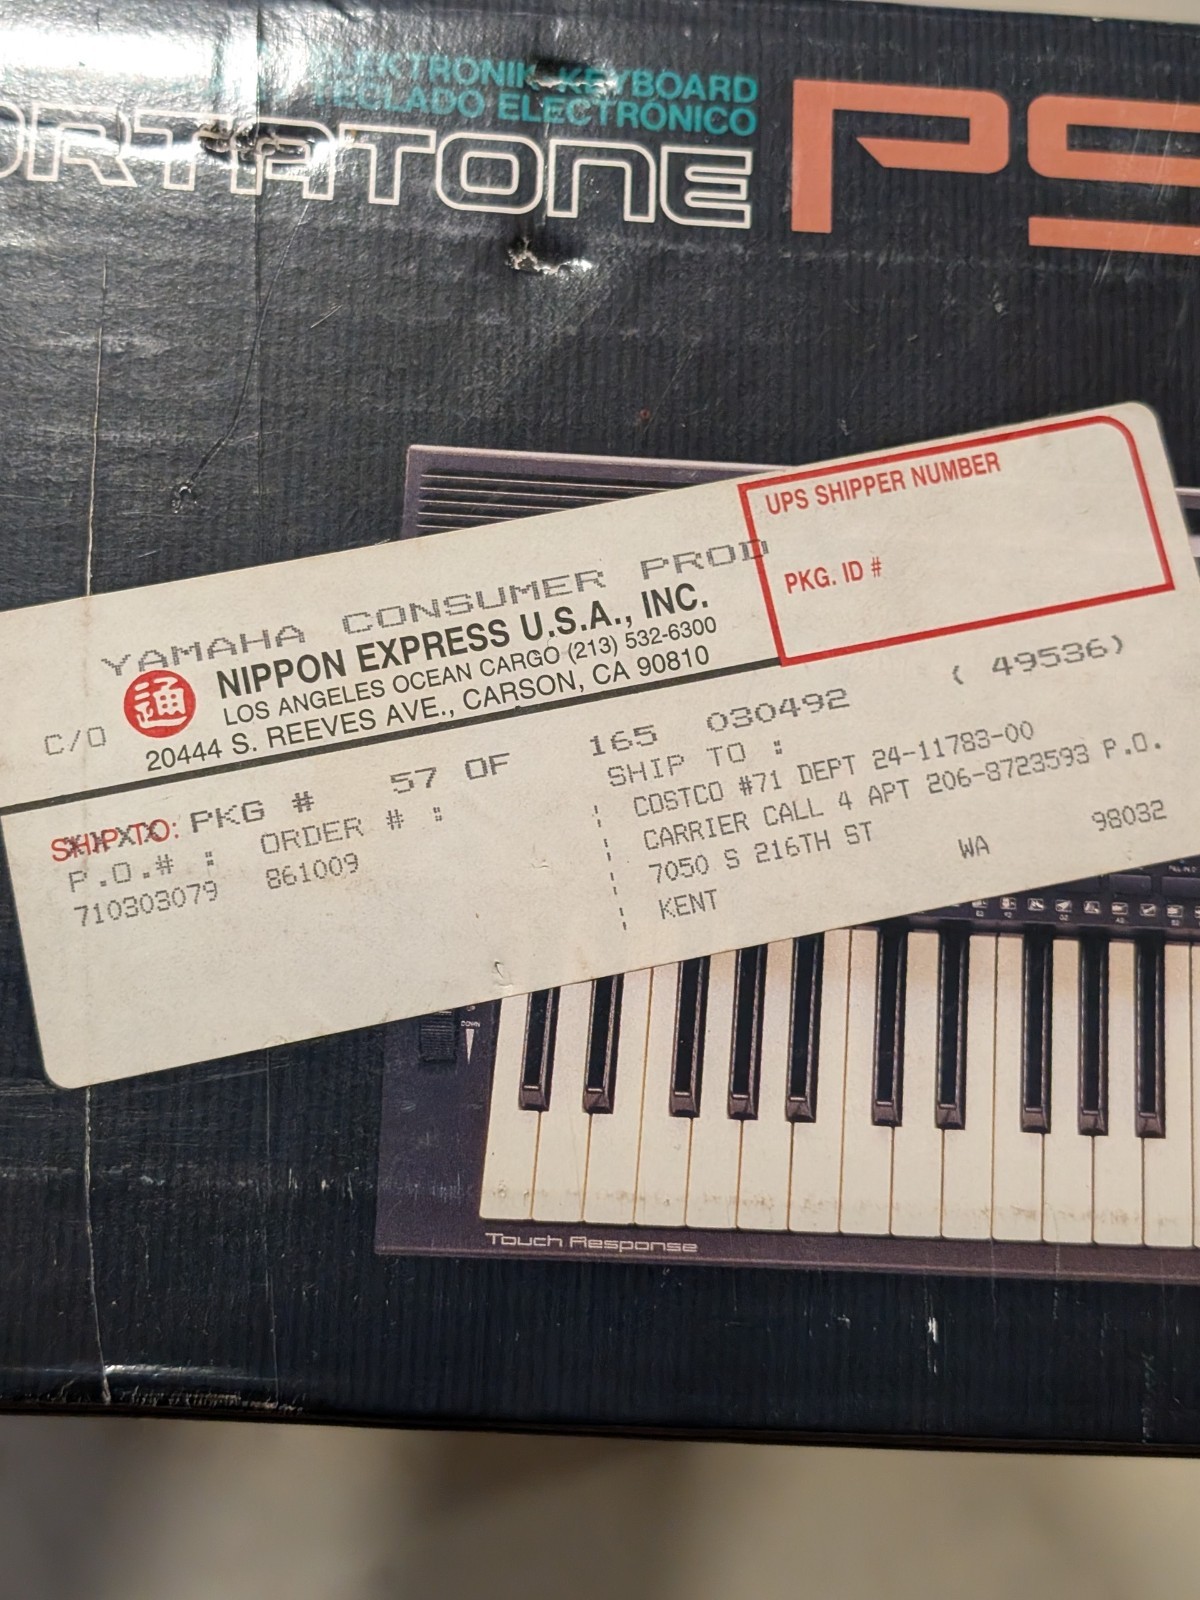 ELEKTRONIK KEYBOARD
TECLADO ELECTRÓNICO
ORTATONE PS
UPS SHIPPER NUMBER
PKG. ID #
YAMAHA CONSUMER PROD
C/O 通 NIPPON EXPRESS U.S.A., INC.
LOS ANGELES OCEAN CARGO (213) 532-6300
20444 S. REEVES AVE., CARSON, CA 90810
SHIP TO: PKG # 57 OF 165 030492 ( 49536)
P.O.# : ORDER # : SHIP TO :
710303079 861009 COSTCO #71 DEPT 24-11783-00
CARRIER CALL 4 APT 206-8723593 P.O.
7050 S 216TH ST
KENT WA 98032
DOWN
Touch Response